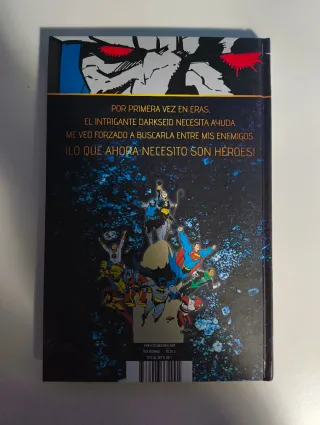 POR PRIMERA VEZ EN ERAS,
EL INTRIGANTE DARKSEID NECESITA AYUDA.
ME VEO FORZADO A BUSCARLA ENTRE MIS ENEMIGOS.
¡LO QUE AHORA NECESITO SON HÉROES!